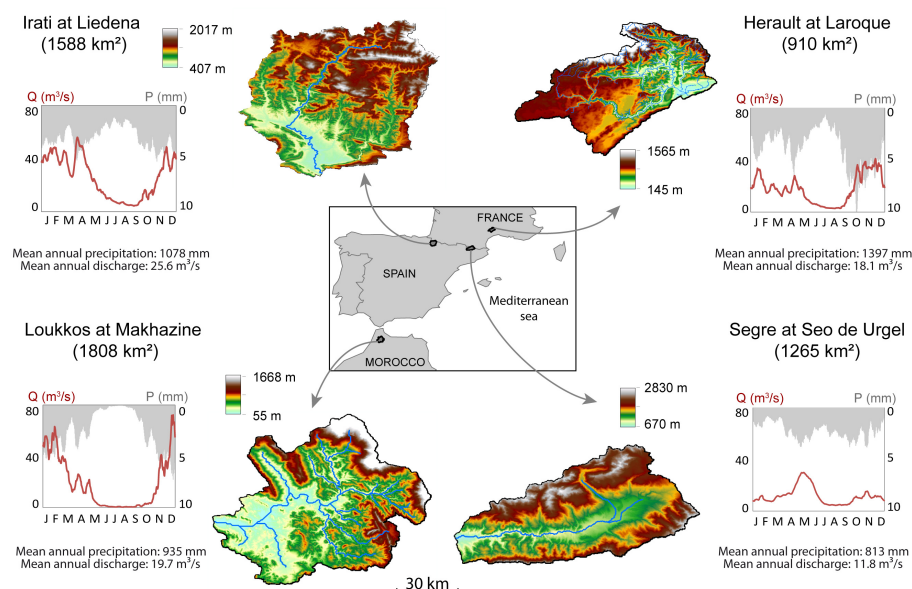 Irati at Liedena
(1588 km²)
2017 m
407 m
Q (m³/s)
P (mm)
80
40
0
0
5
10
J F M A M J J A S O N D
Mean annual precipitation: 1078 mm
Mean annual discharge: 25.6 m³/s
Herault at Laroque
(910 km²)
1565 m
145 m
Q (m³/s)
P (mm)
80
40
0
0
5
10
J F M A M J J A S O N D
Mean annual precipitation: 1397 mm
Mean annual discharge: 18.1 m³/s
FRANCE
SPAIN
Mediterranean
sea
MOROCCO
Loukkos at Makhazine
(1808 km²)
1668 m
55 m
Q (m³/s)
P (mm)
80
40
0
0
5
10
J F M A M J J A S O N D
Mean annual precipitation: 935 mm
Mean annual discharge: 19.7 m³/s
Segre at Seo de Urgel
(1265 km²)
2830 m
670 m
Q (m³/s)
P (mm)
80
40
0
0
5
10
J F M A M J J A S O N D
Mean annual precipitation: 813 mm
Mean annual discharge: 11.8 m³/s
30 km